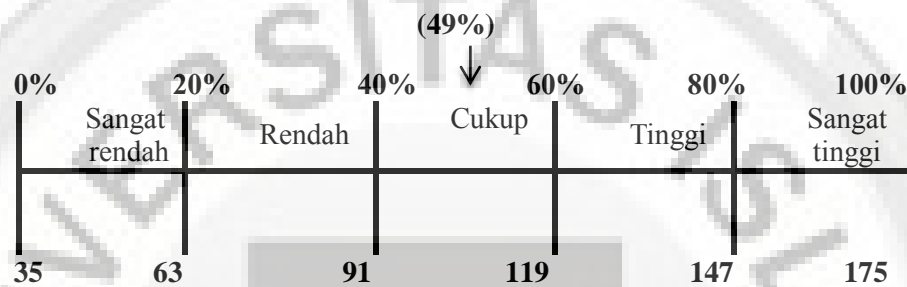 (49%)
0% 20% 40% 60% 80% 100%
Sangat rendah Rendah Cukup Tinggi Sangat tinggi
35 63 91 119 147 175